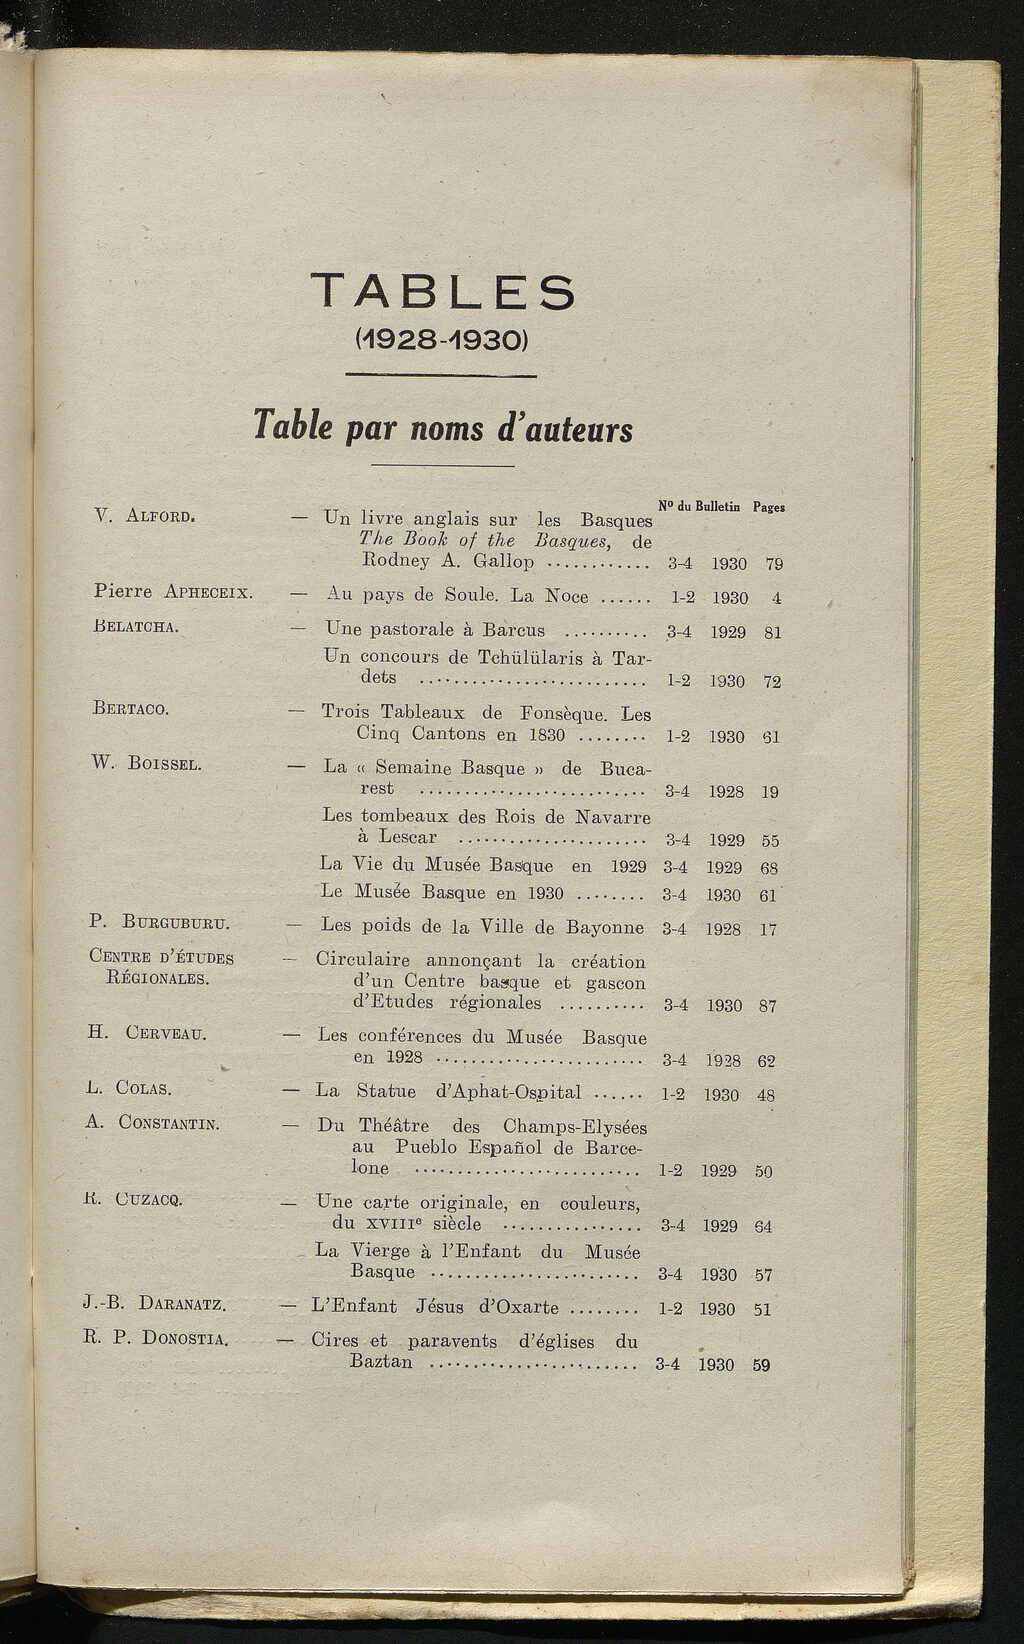 TABLES
(1928-1930)
Table par noms d'auteurs
Nº du Bulletin Pages
V. ALFORD. — Un livre anglais sur les Basques
The Book of the Basques, de
Rodney A. Gallop ............ 3-4 1930 79
Pierre APHECEIX. — Au pays de Soule. La Noce ...... 1-2 1930 4
BELATCHA. — Une pastorale à Barcus .......... 3-4 1929 81
Un concours de Tchülülaris à Tar-
dets .......................... 1-2 1930 72
BERTACO. — Trois Tableaux de Fonsèque. Les
Cinq Cantons en 1830 ........ 1-2 1930 61
W. BOISSEL. — La « Semaine Basque » de Buca-
rest .......................... 3-4 1928 19
Les tombeaux des Rois de Navarre
à Lescar ...................... 3-4 1929 55
La Vie du Musée Basque en 1929 3-4 1929 68
Le Musée Basque en 1930 ........ 3-4 1930 61
P. BURGUBURU. — Les poids de la Ville de Bayonne 3-4 1928 17
CENTRE D'ÉTUDES — Circulaire annonçant la création
RÉGIONALES. d'un Centre basque et gascon
d'Etudes régionales .......... 3-4 1930 87
H. CERVEAU. — Les conférences du Musée Basque
en 1928 ........................ 3-4 1928 62
L. COLAS. — La Statue d'Aphat-Ospital ...... 1-2 1930 48
A. CONSTANTIN. — Du Théâtre des Champs-Elysées
au Pueblo Español de Barce-
lone .......................... 1-2 1929 50
R. CUZACQ. — Une carte originale, en couleurs,
du XVIIIe siècle ................ 3-4 1929 64
La Vierge à l'Enfant du Musée
Basque ........................ 3-4 1930 57
J.-B. DARANATZ. — L'Enfant Jésus d'Oxarte ........ 1-2 1930 51
R. P. DONOSTIA. — Cires et paravents d'églises du
Baztan ........................ 3-4 1930 59